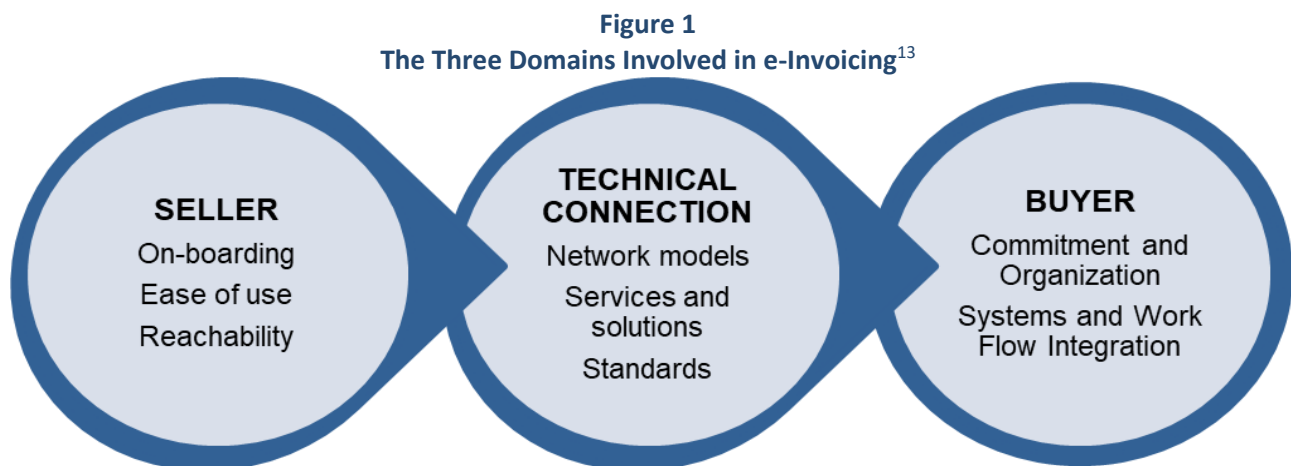 Figure 1
The Three Domains Involved in e-Invoicing13
SELLER
On-boarding
Ease of use
Reachability
TECHNICAL
CONNECTION
Network models
Services and
solutions
Standards
BUYER
Commitment and
Organization
Systems and Work
Flow Integration